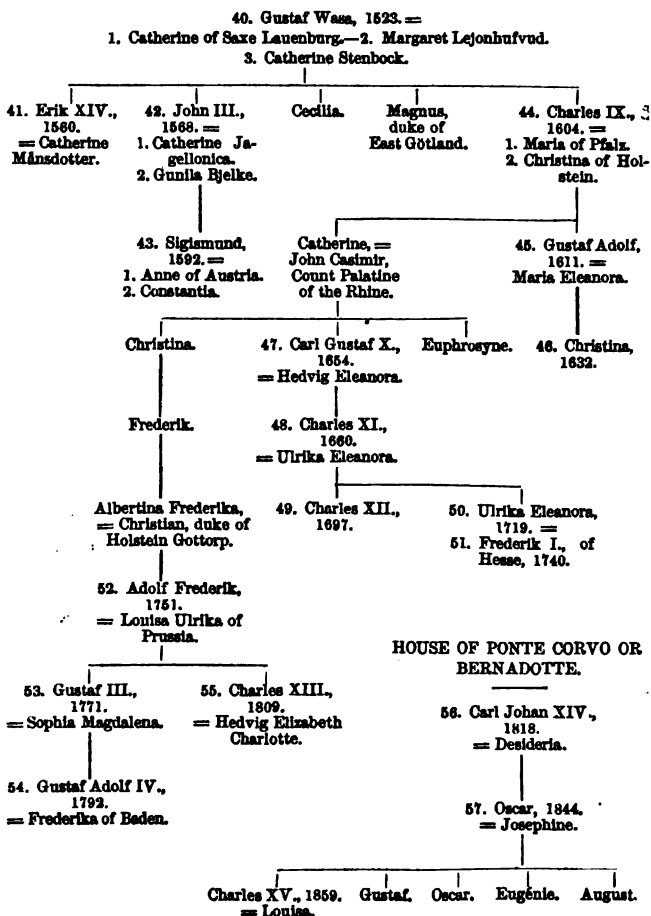 40. Gustaf Wasa, 1523. =
1. Catherine of Saxe Lauenburg.—2. Margaret Lejonhufvud.
3. Catherine Stenbock.
41. Erik XIV.,
1560.
= Catherine
Månsdotter.
42. John III.,
1568. =
1. Catherine Ja-
gellonica.
2. Gunila Bjelke.
Cecilia.
Magnus,
duke of
East Götland.
44. Charles IX.,
1604. =
1. Maria of Pfalz.
2. Christina of Hol-
stein.
43. Sigismund,
1592. =
1. Anne of Austria.
2. Constantia.
Catherine, =
John Casimir,
Count Palatine
of the Rhine.
45. Gustaf Adolf,
1611. =
Maria Eleanora.
Christina.
47. Carl Gustaf X.,
1654.
= Hedvig Eleanora.
Euphrosyne.
46. Christina,
1632.
Frederik.
48. Charles XI.,
1660.
= Ulrika Eleanora.
Albertina Frederika,
= Christian, duke of
Holstein Gottorp.
49. Charles XII.,
1697.
50. Ulrika Eleanora,
1719. =
51. Frederik I., of
Hesse, 1740.
52. Adolf Frederik,
1751.
= Louisa Ulrika of
Prussia.
53. Gustaf III.,
1771.
= Sophia Magdalena.
55. Charles XIII.,
1809.
= Hedvig Elizabeth
Charlotte.
54. Gustaf Adolf IV.,
1792.
= Frederika of Baden.
HOUSE OF PONTE CORVO OR
BERNADOTTE.
56. Carl Johan XIV.,
1818.
= Desideria.
57. Oscar, 1844.
= Josephine.
Charles XV., 1859.
= Louisa.
Gustaf.
Oscar.
Eugénie.
August.